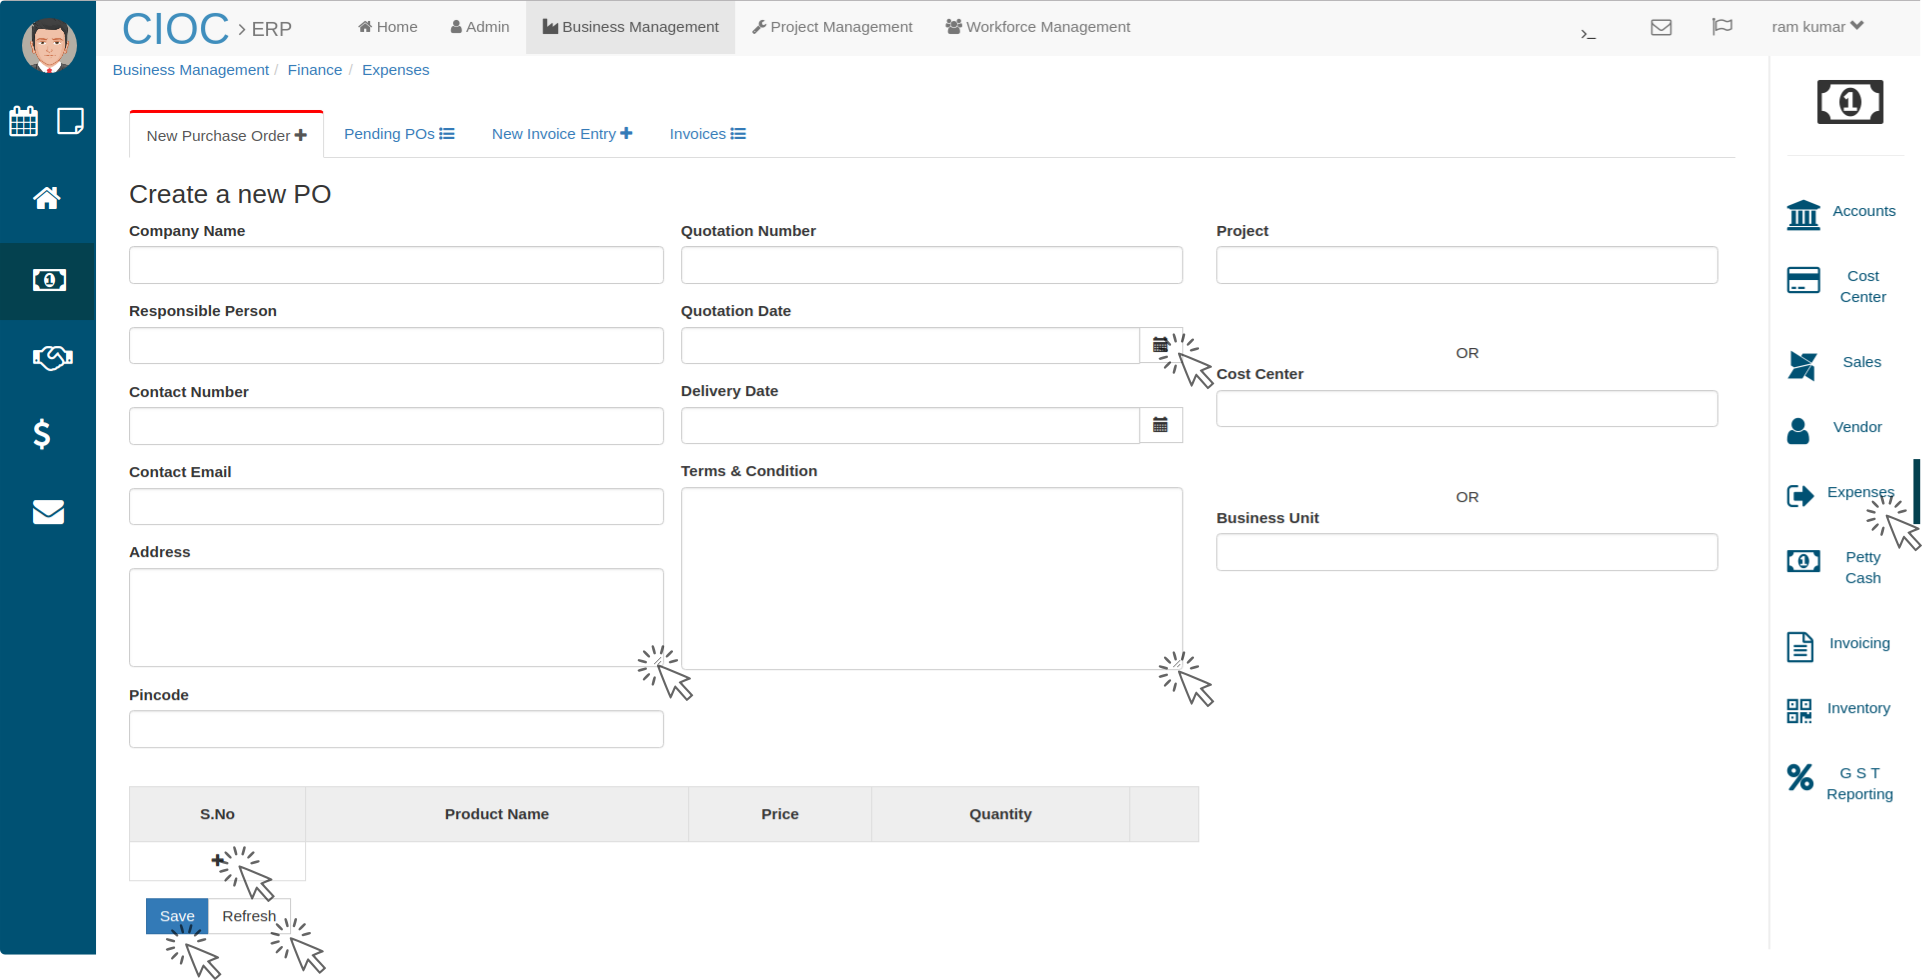 CIOC > ERP
Home
Admin
Business Management
Project Management
Workforce Management
>_
ram kumar
Business Management / Finance / Expenses
New Purchase Order
Pending POs
New Invoice Entry
Invoices
Create a new PO
Company Name
Quotation Number
Project
Responsible Person
Quotation Date
OR
Contact Number
Delivery Date
Cost Center
Contact Email
Terms & Condition
OR
Business Unit
Address
Pincode
S.No
Product Name
Price
Quantity
Save
Refresh
Accounts
Cost
Center
Sales
Vendor
Expenses
Petty
Cash
Invoicing
Inventory
G S T
Reporting